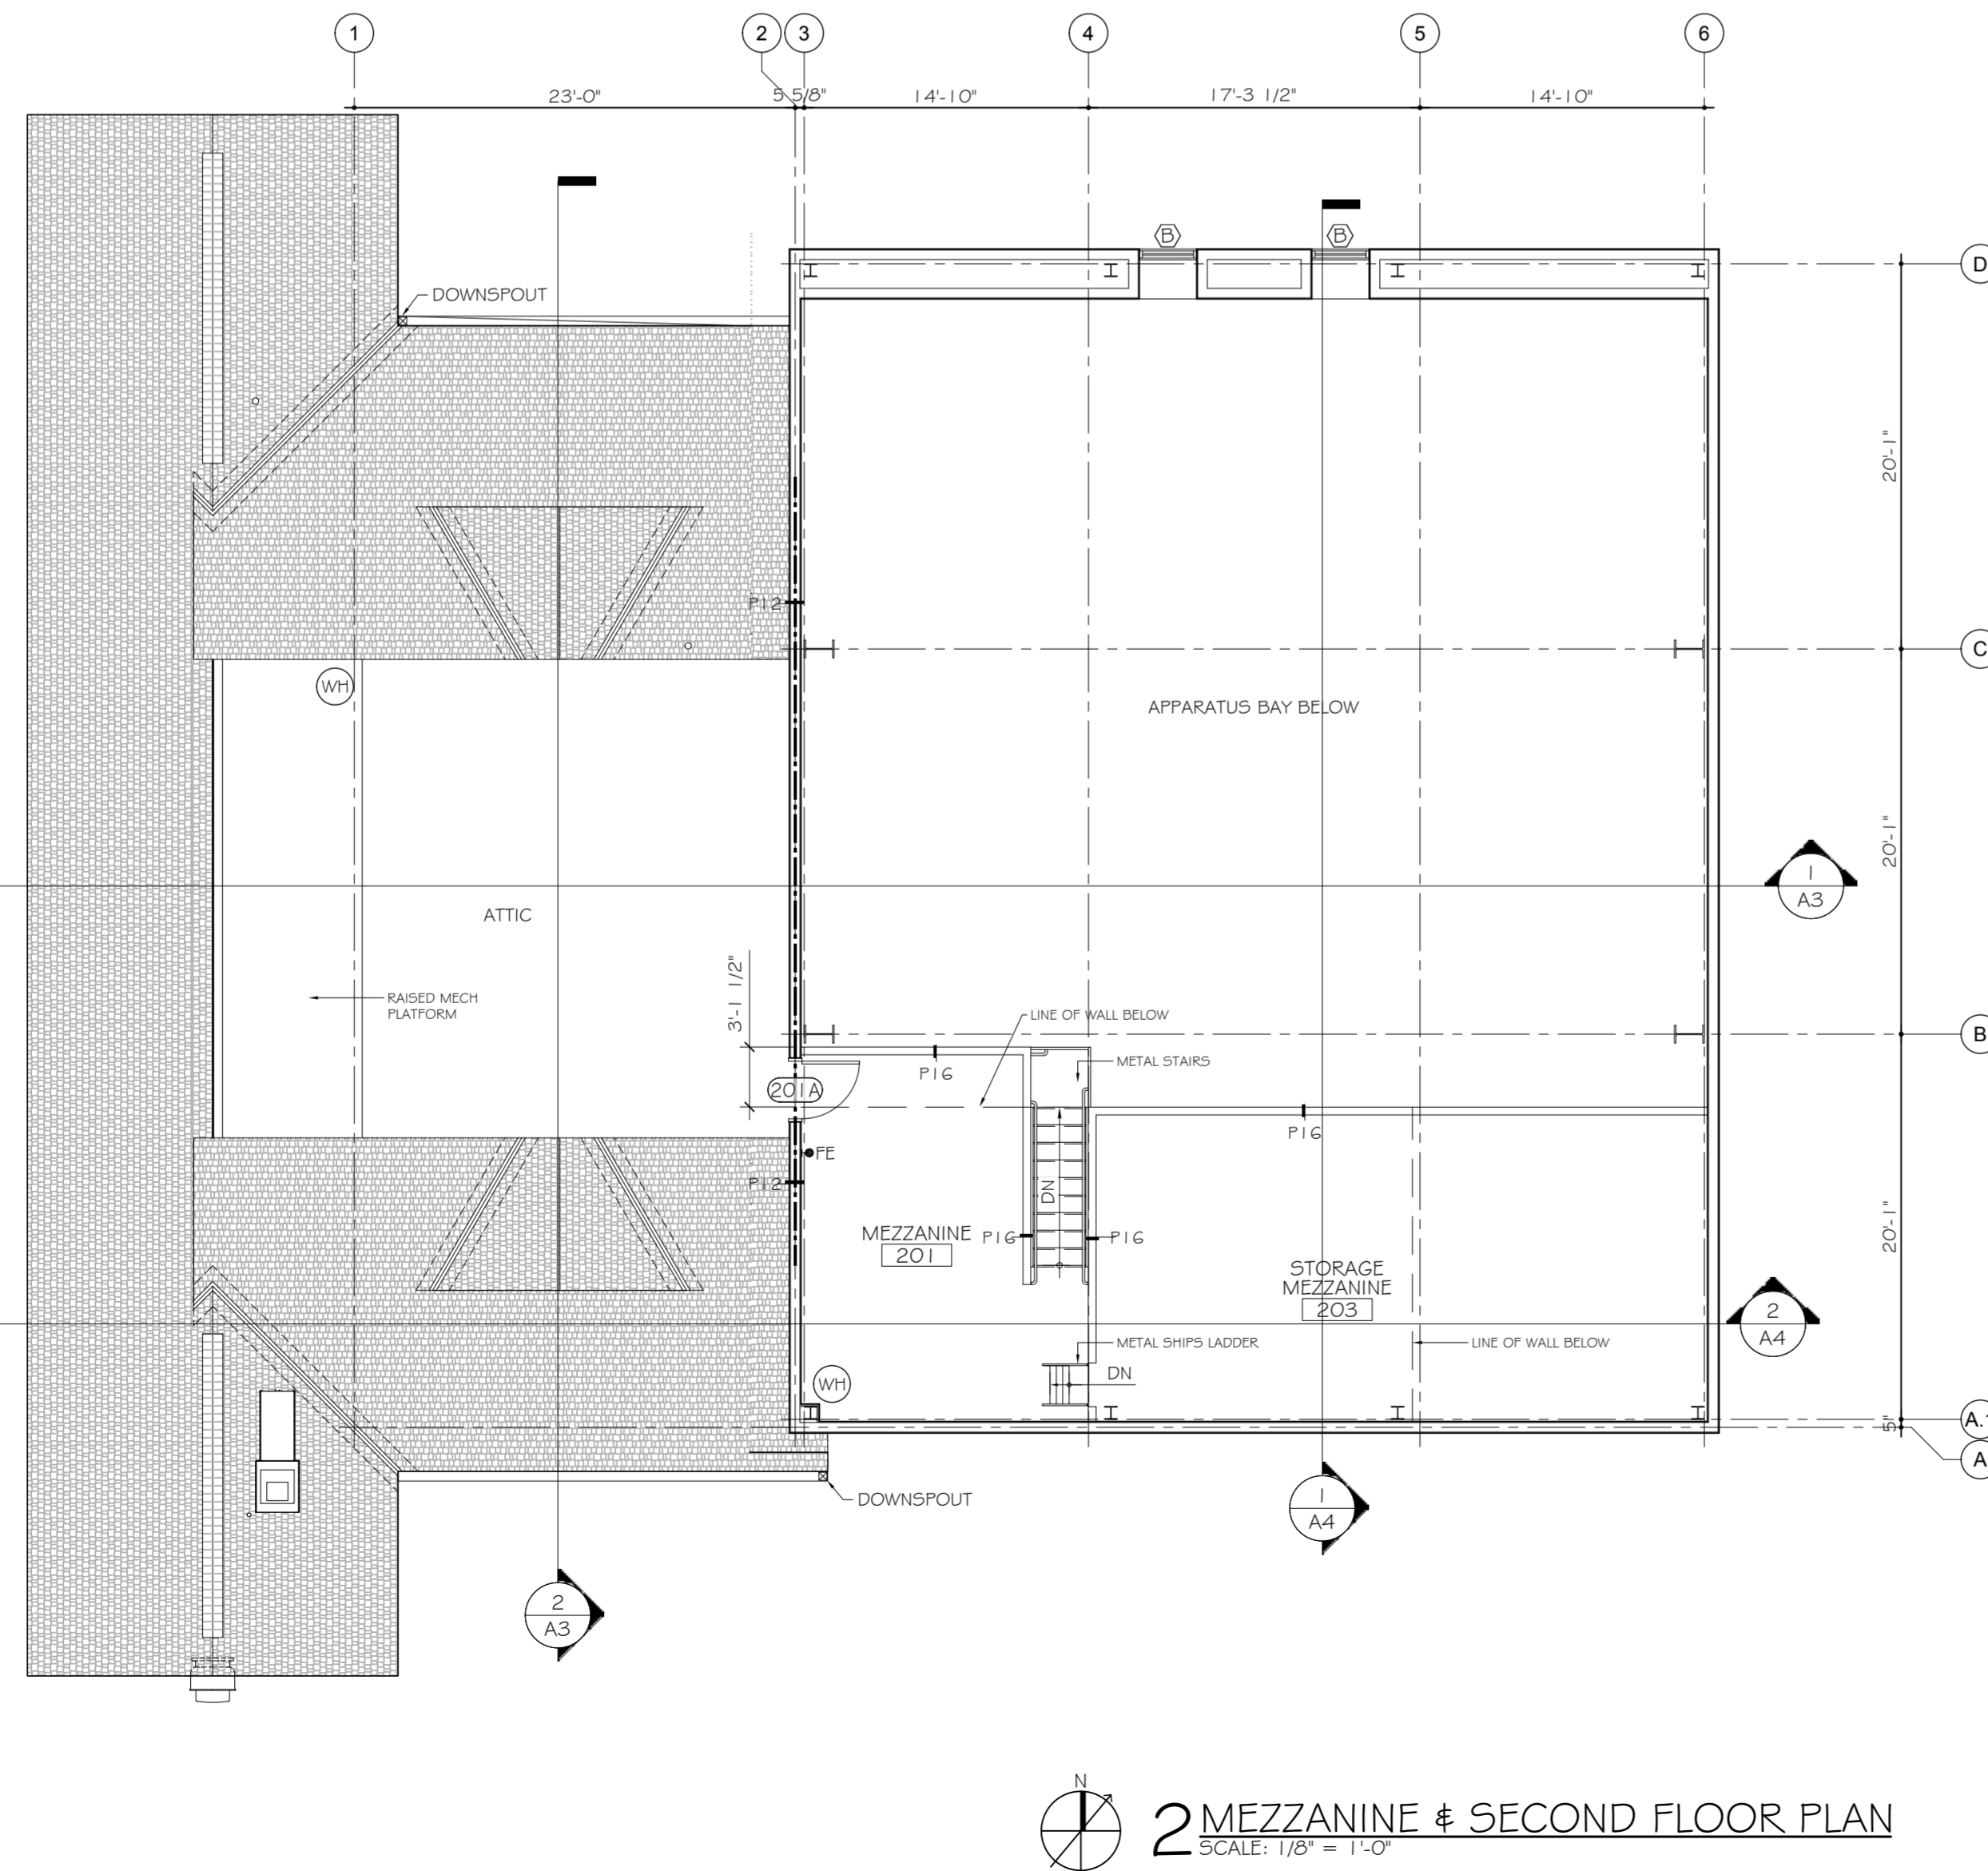 1
2
3
4
5
6
23'-0"
5 5/8"
14'-10"
17'-3 1/2"
14'-10"
B
B
D
DOWNSPOUT
20'-1"
P12
C
WH
APPARATUS BAY BELOW
20'-1"
1
A3
ATTIC
3'-1 1/2"
RAISED MECH
PLATFORM
LINE OF WALL BELOW
B
METAL STAIRS
P16
201A
P16
FE
P12
DN
20'-1"
MEZZANINE
201
P16
P16
STORAGE
MEZZANINE
203
2
A4
METAL SHIPS LADDER
LINE OF WALL BELOW
DN
WH
5"
A.
A
DOWNSPOUT
1
A4
2
A3
N
2 MEZZANINE & SECOND FLOOR PLAN
SCALE: 1/8" = 1'-0"